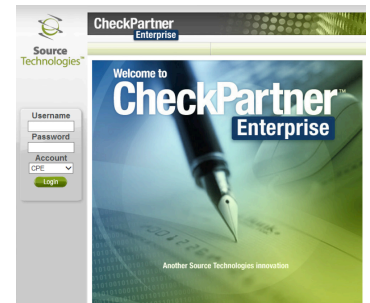 CheckPartner
Enterprise
Source
Technologies™
Username
Password
Account
CPE
Login
Welcome to
CheckPartner™
Enterprise
Another Source Technologies Innovation